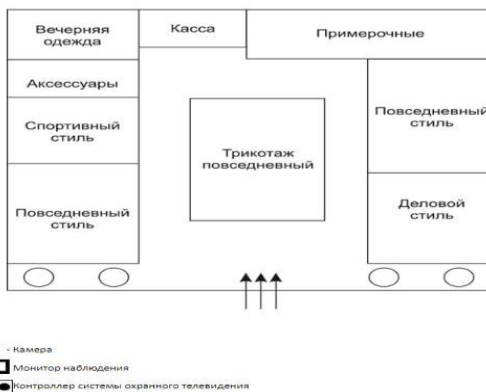 Вечерняя
одежда
Касса
Примерочные
Аксессуары
Спортивный
стиль
Повседневный
стиль
Трикотаж
повседневный
Повседневный
стиль
Деловой
стиль
- Камера
Монитор наблюдения
Контроллер системы охранного телевидения